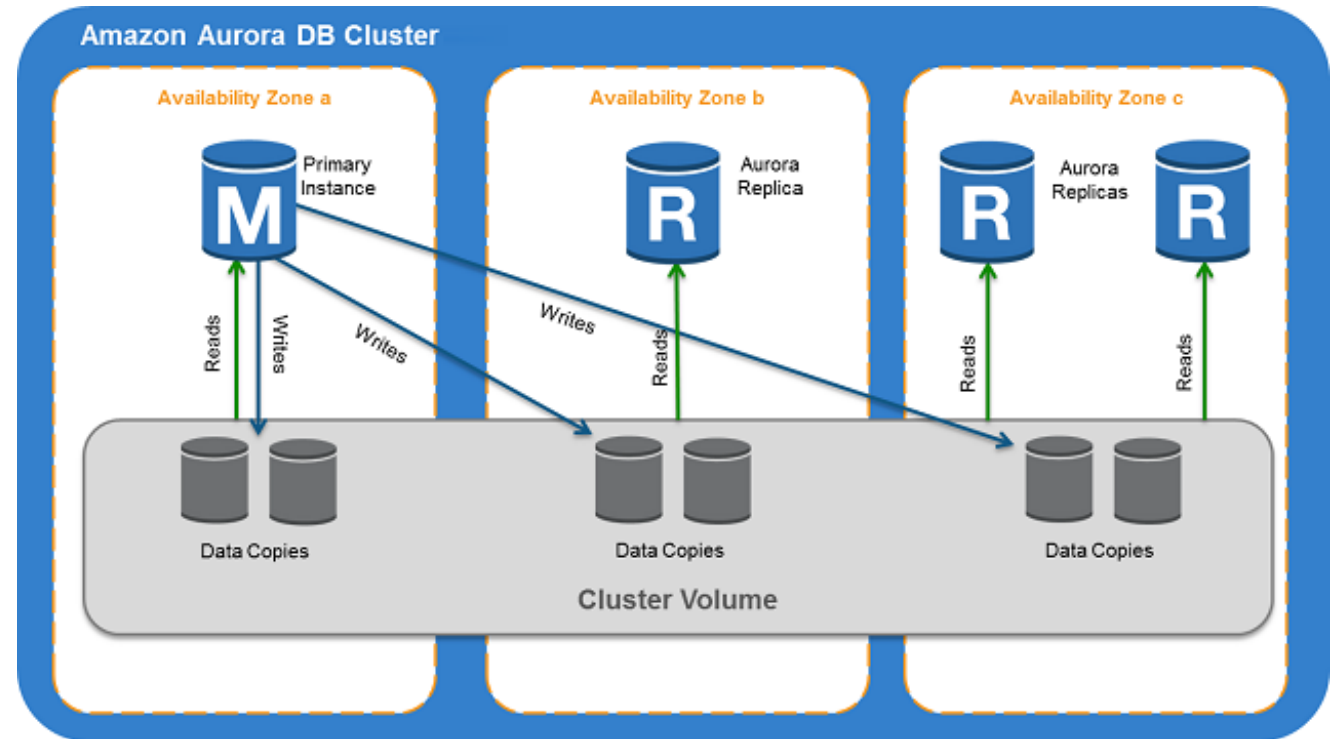 Amazon Aurora DB Cluster
Availability Zone a
Availability Zone b
Availability Zone c
M
Primary
Instance
R
Aurora
Replica
R
Aurora
Replicas
R
Reads
Writes
Writes
Writes
Reads
Reads
Reads
Data Copies
Data Copies
Data Copies
Cluster Volume